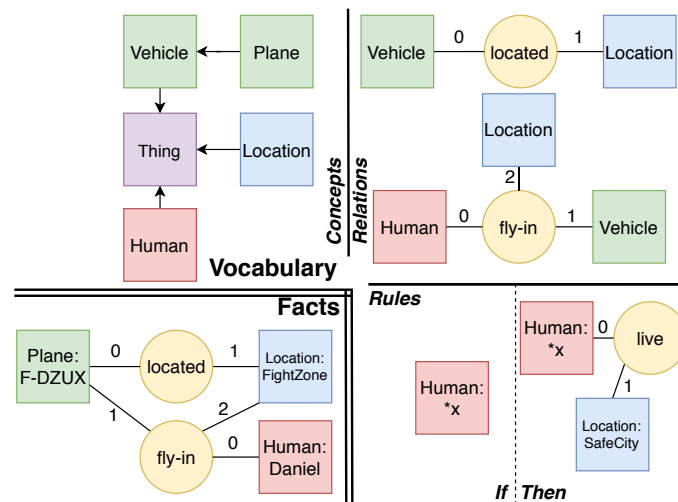 Vehicle
Plane
Thing
Location
Human
Vocabulary
Concepts
Relations
Vehicle
0
located
1
Location
Location
2
Human
0
fly-in
1
Vehicle
Facts
Plane:
F-DZUX
0
located
1
Location:
FightZone
1
2
fly-in
0
Human:
Daniel
Rules
Human:
*x
Human:
*x
0
live
1
Location:
SafeCity
If
Then